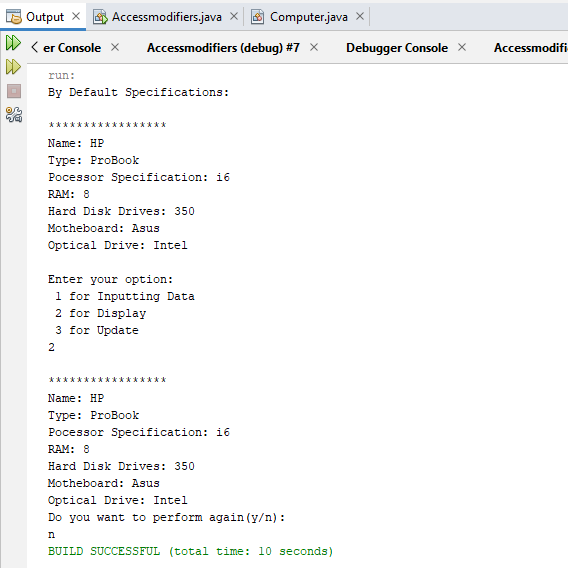 Output Accessmodifiers.java Computer.java
er Console Accessmodifiers (debug) #7 Debugger Console Accessmodifi
run:
By Default Specifications:
*****************
Name: HP
Type: ProBook
Pocessor Specification: i6
RAM: 8
Hard Disk Drives: 350
Motheboard: Asus
Optical Drive: Intel
Enter your option:
1 for Inputting Data
2 for Display
3 for Update
2
*****************
Name: HP
Type: ProBook
Pocessor Specification: i6
RAM: 8
Hard Disk Drives: 350
Motheboard: Asus
Optical Drive: Intel
Do you want to perform again(y/n):
n
BUILD SUCCESSFUL (total time: 10 seconds)